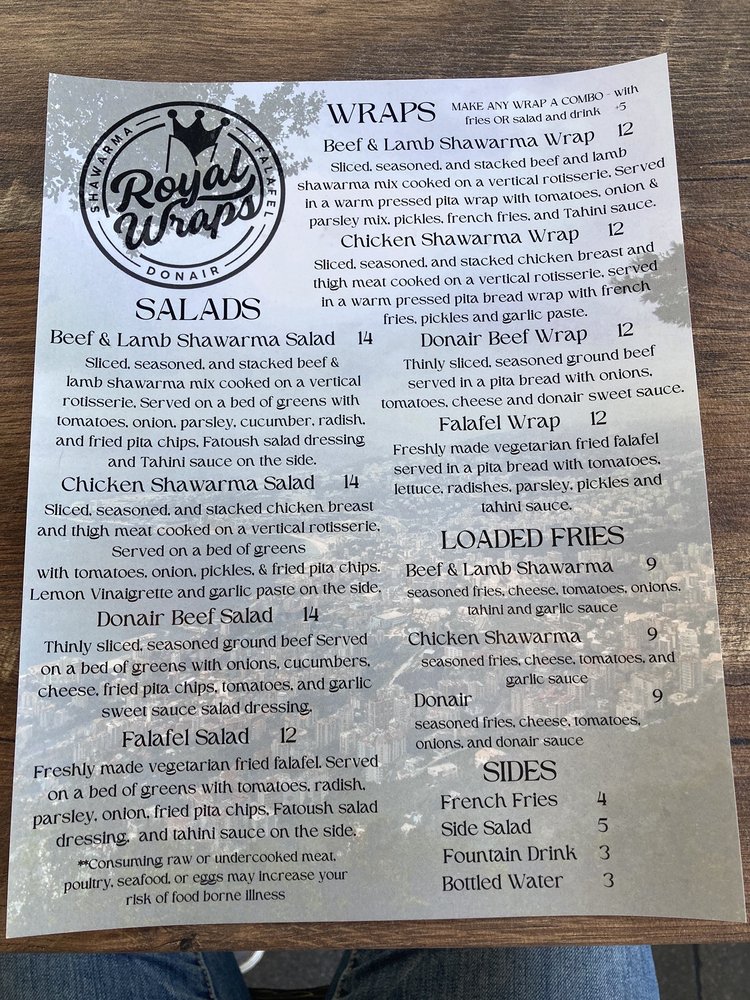 SHAWARMA
FALAFEL
Royal
Wraps
DONAIR
SALADS
Beef & Lamb Shawarma Salad 14
Sliced, seasoned, and stacked beef &
lamb shawarma mix cooked on a vertical
rotisserie, Served on a bed of greens with
tomatoes, onion, parsley, cucumber, radish,
and fried pita chips, Fatoush salad dressing
and Tahini sauce on the side.
Chicken Shawarma Salad 14
Sliced, seasoned, and stacked chicken breast
and thigh meat cooked on a vertical rotisserie,
Served on a bed of greens
with tomatoes, onion, pickles, & fried pita chips.
Lemon Vinaigrette and garlic paste on the side.
Donair Beef Salad 14
Thinly sliced, seasoned ground beef Served
on a bed of greens with onions, cucumbers,
cheese, fried pita chips, tomatoes, and garlic
sweet sauce salad dressing,
Falafel Salad 12
Freshly made vegetarian fried falafel. Served
on a bed of greens with tomatoes, radish,
parsley, onion, fried pita chips, Fatoush salad
dressing, and tahini sauce on the side.
**Consuming raw or undercooked meat,
poultry, seafood, or eggs may increase your
risk of food borne illness
WRAPS MAKE ANY WRAP A COMBO - with
fries OR salad and drink +5
Beef & Lamb Shawarma Wrap 12
Sliced, seasoned, and stacked beef and lamb
shawarma mix cooked on a vertical rotisserie, Served
in a warm pressed pita wrap with tomatoes, onion &
parsley mix, pickles, french fries, and Tahini sauce.
Chicken Shawarma Wrap 12
Sliced, seasoned, and stacked chicken breast and
thigh meat cooked on a vertical rotisserie, served
in a warm pressed pita bread wrap with french
fries, pickles and garlic paste.
Donair Beef Wrap 12
Thinly sliced, seasoned ground beef
served in a pita bread with onions,
tomatoes, cheese and donair sweet sauce.
Falafel Wrap 12
Freshly made vegetarian fried falafel
served in a pita bread with tomatoes,
lettuce, radishes, parsley, pickles and
tahini sauce.
LOADED FRIES
Beef & Lamb Shawarma 9
seasoned fries, cheese, tomatoes, onions,
tahini and garlic sauce
Chicken Shawarma 9
seasoned fries, cheese, tomatoes, and
garlic sauce
Donair 9
seasoned fries, cheese, tomatoes,
onions, and donair sauce
SIDES
French Fries 4
Side Salad 5
Fountain Drink 3
Bottled Water 3